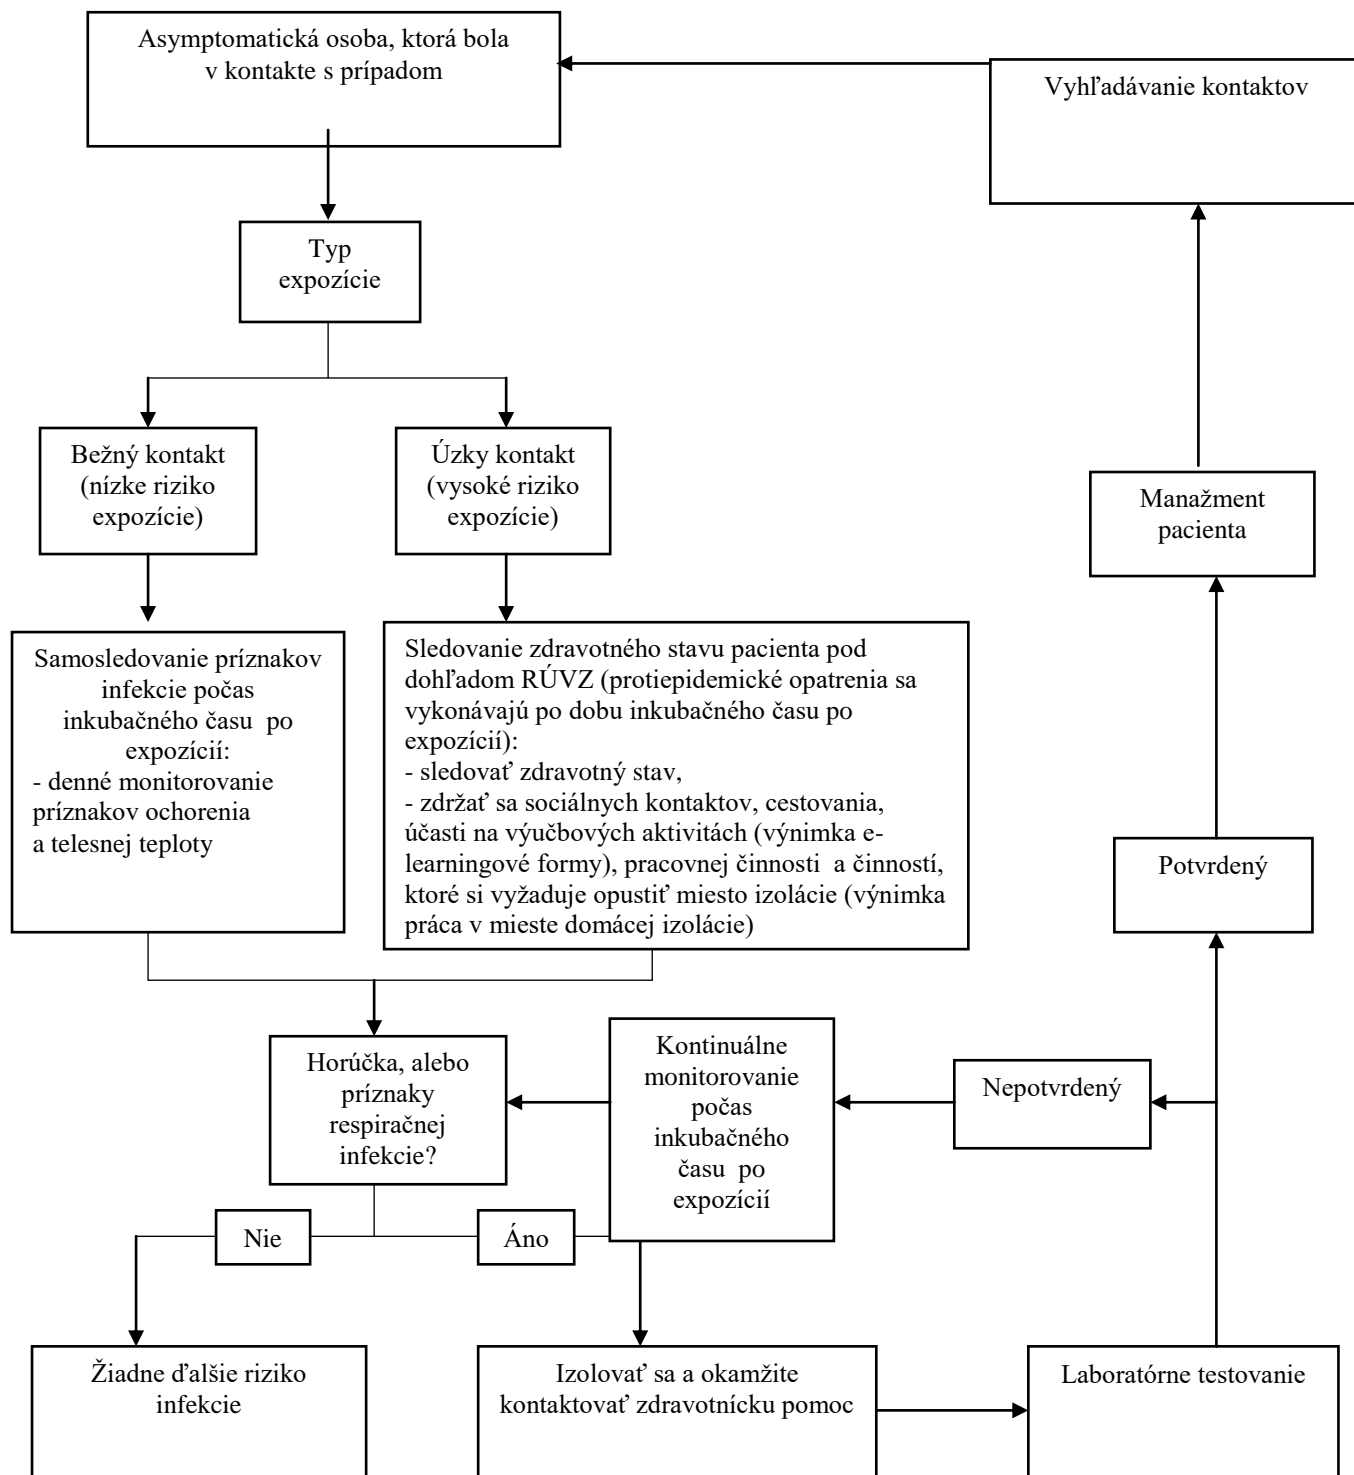 Asymptomatická osoba, ktorá bola
v kontakte s prípadom
Vyhľadávanie kontaktov
Typ
expozície
Bežný kontakt
(nízke riziko
expozície)
Úzky kontakt
(vysoké riziko
expozície)
Manažment
pacienta
Samosledovanie príznakov
infekcie počas
inkubačného času po
expozícií:
- denné monitorovanie
príznakov ochorenia
a telesnej teploty
Sledovanie zdravotného stavu pacienta pod
dohľadom RÚVZ (protiepidemické opatrenia sa
vykonávajú po dobu inkubačného času po
expozícií):
- sledovať zdravotný stav,
- zdržať sa sociálnych kontaktov, cestovania,
účasti na výučbových aktivitách (výnimka e-
learningové formy), pracovnej činnosti a činností,
ktoré si vyžaduje opustiť miesto izolácie (výnimka
práca v mieste domácej izolácie)
Potvrdený
Horúčka, alebo
príznaky
respiračnej
infekcie?
Kontinuálne
monitorovanie
počas
inkubačného
času po
expozícií
Nepotvrdený
Nie
Áno
Žiadne ďalšie riziko
infekcie
Izolovať sa a okamžite
kontaktovať zdravotnícku pomoc
Laboratórne testovanie